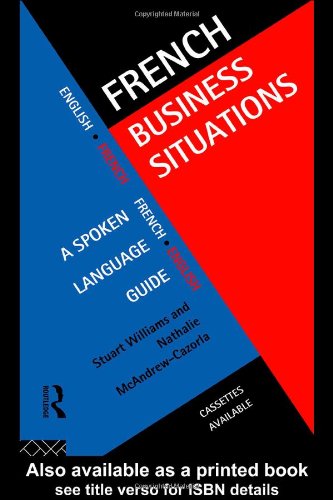 FRENCH
BUSINESS
SITUATIONS
ENGLISH • FRENCH
FRENCH • ENGLISH
A SPOKEN
LANGUAGE
GUIDE
Stuart Williams and
Nathalie
McAndrew-Cazorla
CASSETTES
AVAILABLE
ROUTLEDGE
Also available as a printed book
see title verso for ISBN details